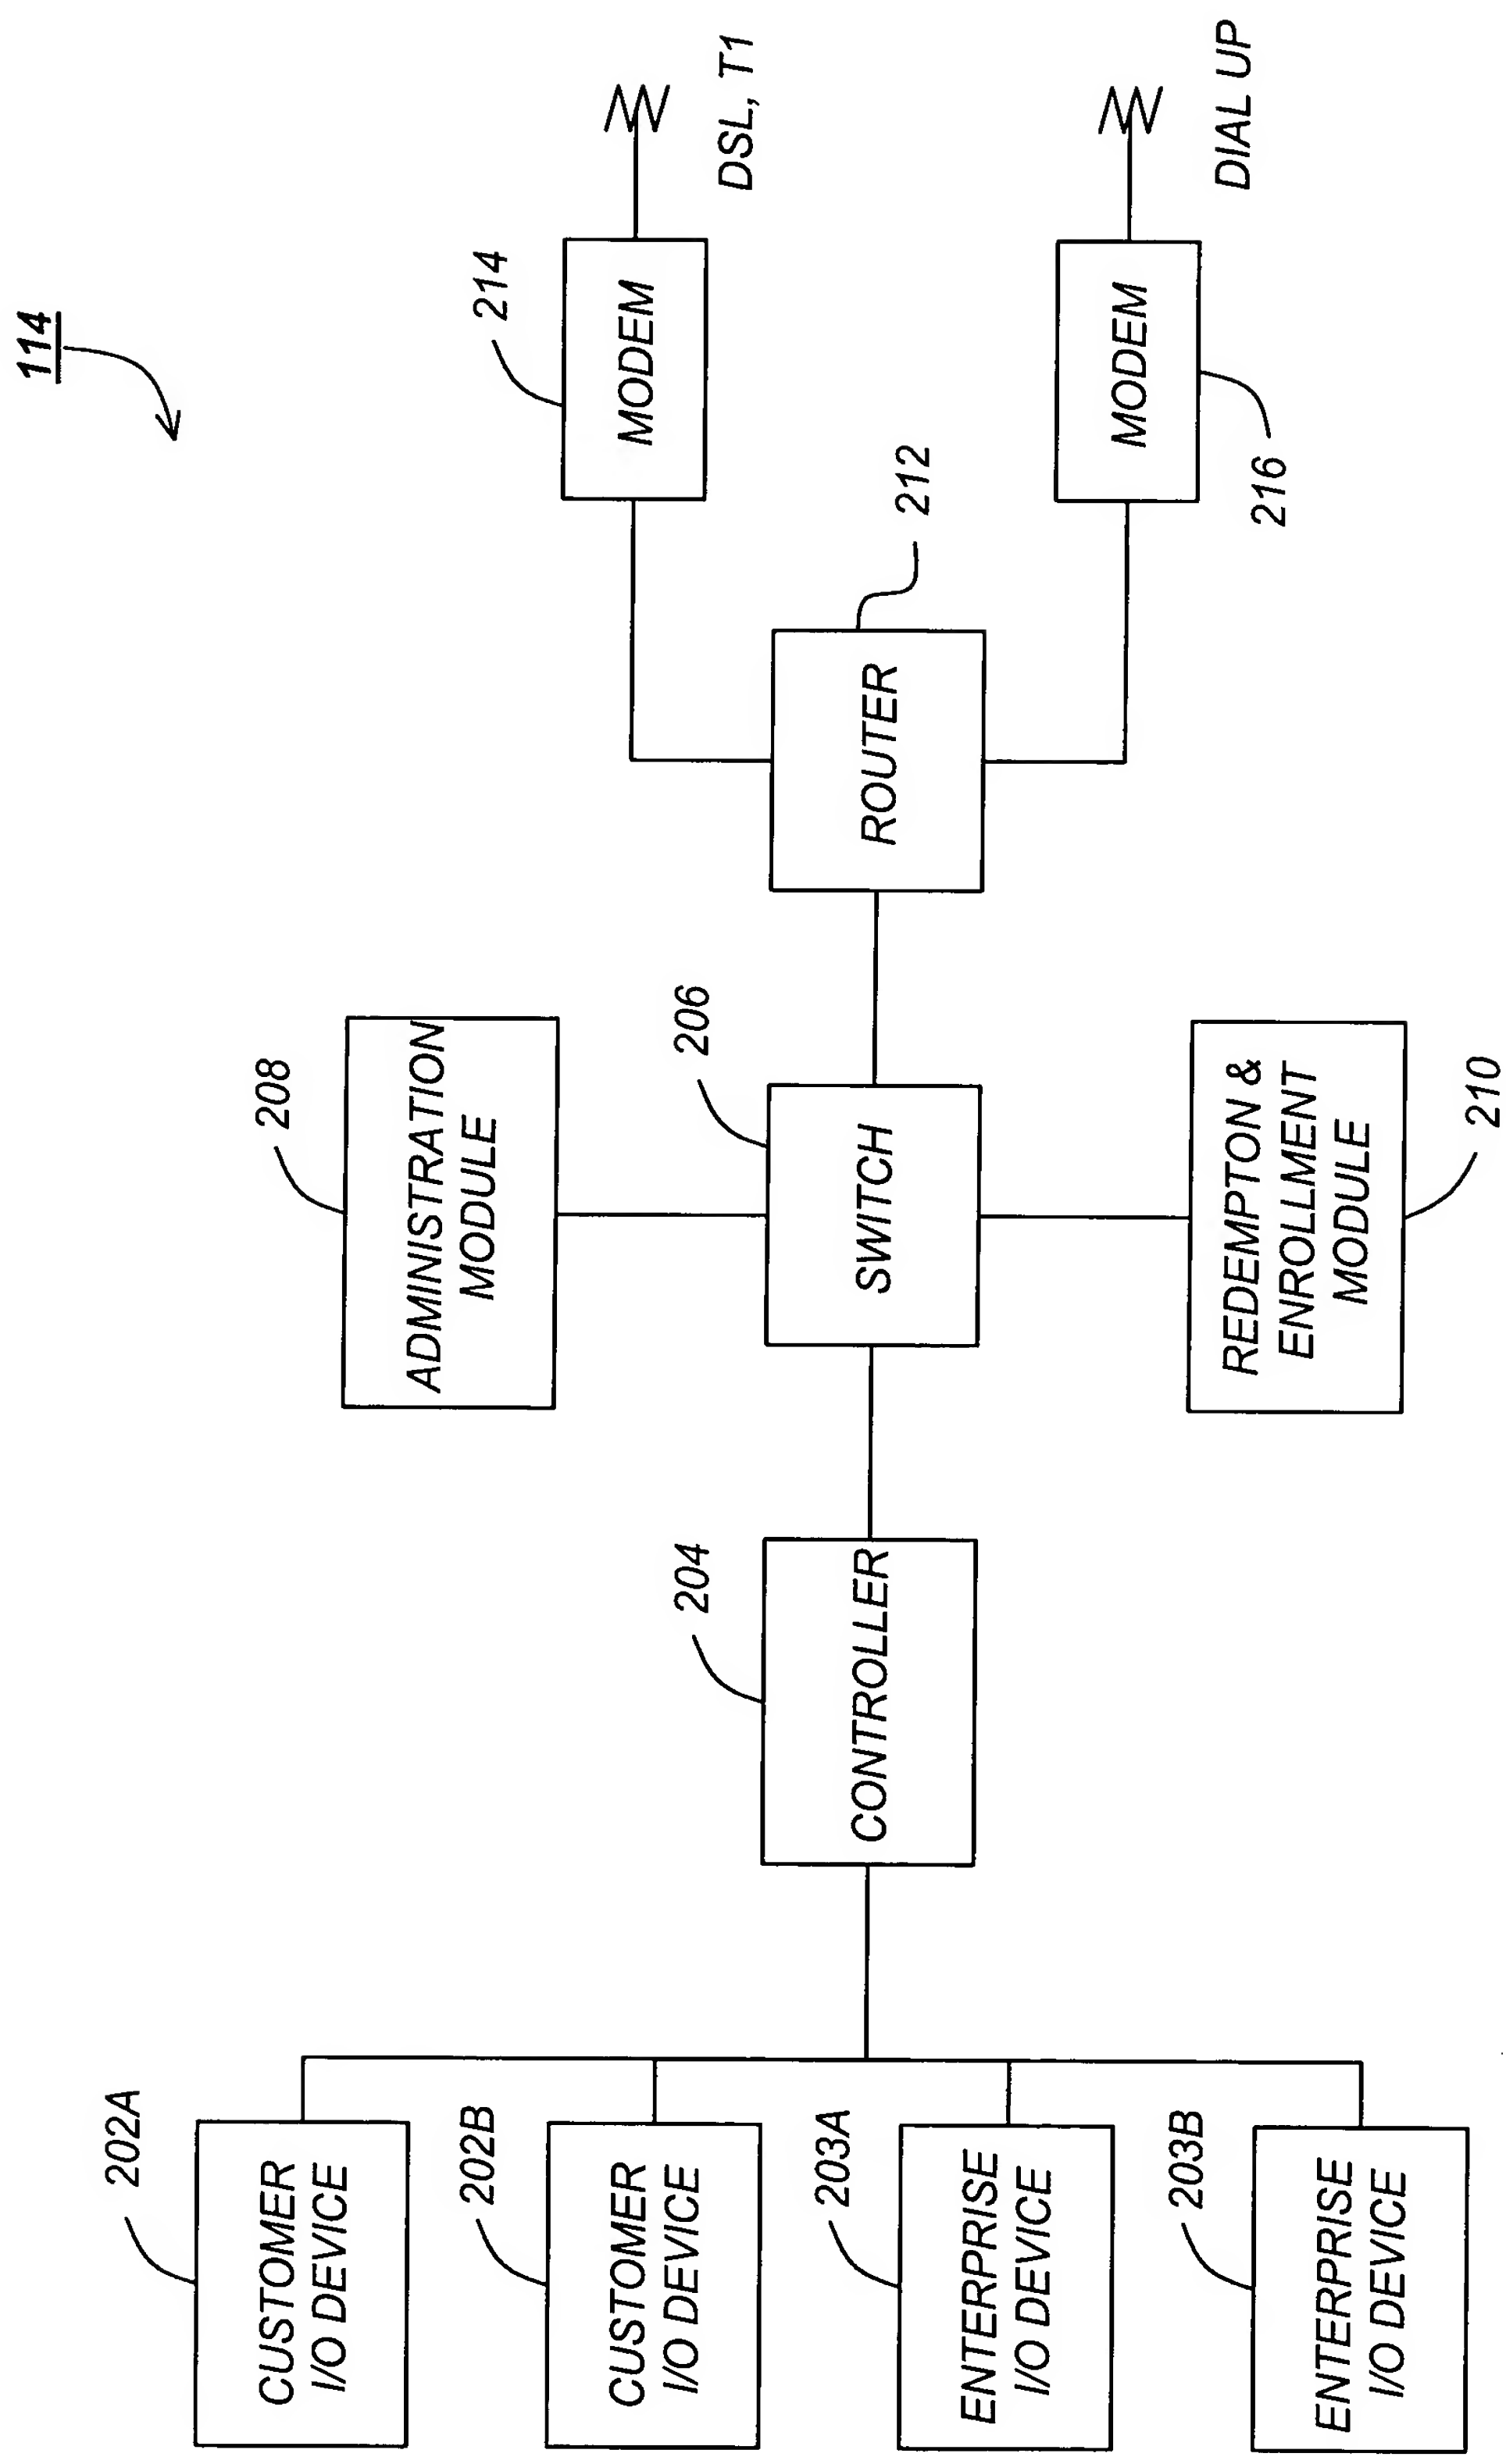 114
202A
CUSTOMER
I/O DEVICE
202B
CUSTOMER
I/O DEVICE
203A
ENTERPRISE
I/O DEVICE
203B
ENTERPRISE
I/O DEVICE
204
CONTROLLER
208
ADMINISTRATION
MODULE
206
SWITCH
REDEMPTON &
ENROLLMENT
MODULE
210
212
ROUTER
214
MODEM
DSL, T1
MODEM
216
DIAL UP